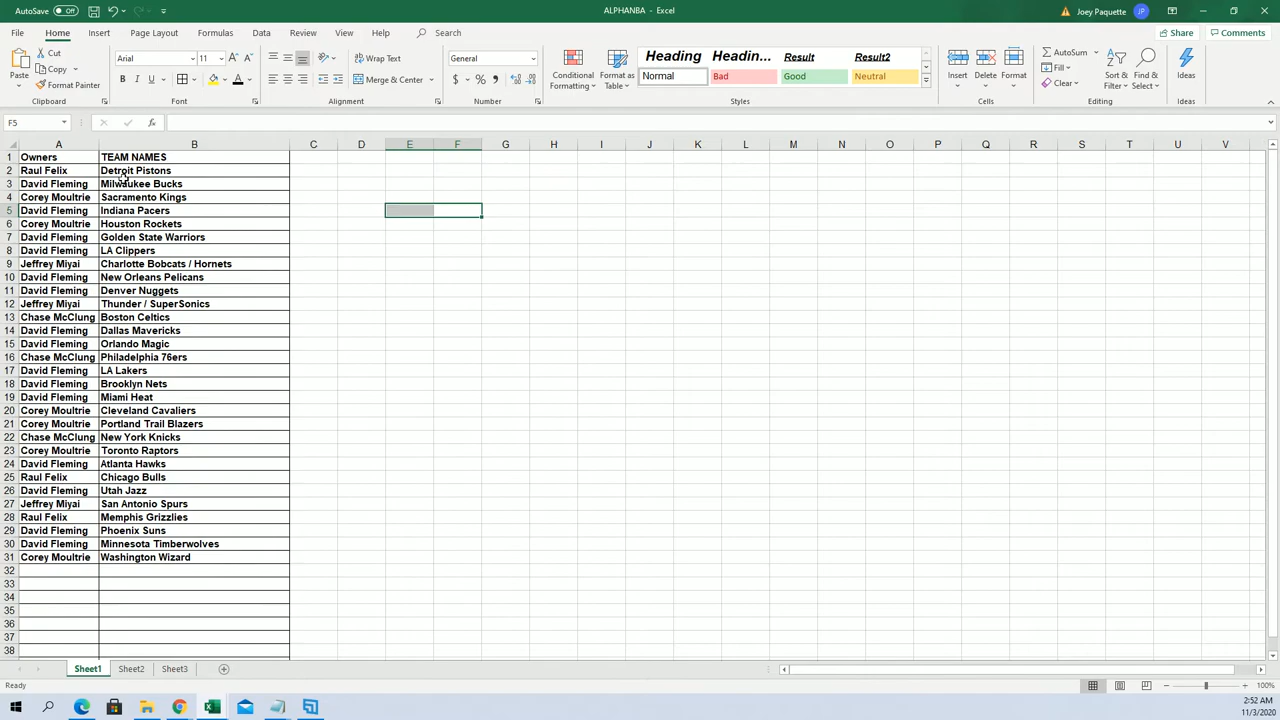 AutoSave Off ALPHANBA - Excel Joey Paquette JP
File Home Insert Page Layout Formulas Data Review View Help Search Share Comments
Paste Cut Copy Format Painter Clipboard
Arial 11 A A B I U A Font
Wrap Text Merge & Center Alignment
General $ % Number
Conditional Formatting Format as Table
Heading Headin... Result Result2
Normal Bad Good Neutral
Styles
Insert Delete Format Cells
AutoSum Fill Clear Sort & Filter Find & Select Editing
Ideas Ideas
F5 fx
A B C D E F G H I J K L M N O P Q R S T U V
1 Owners TEAM NAMES
2 Raul Felix Detroit Pistons
3 David Fleming Milwaukee Bucks
4 Corey Moultrie Sacramento Kings
5 David Fleming Indiana Pacers
6 Corey Moultrie Houston Rockets
7 David Fleming Golden State Warriors
8 David Fleming LA Clippers
9 Jeffrey Miyai Charlotte Bobcats / Hornets
10 David Fleming New Orleans Pelicans
11 David Fleming Denver Nuggets
12 Jeffrey Miyai Thunder / SuperSonics
13 Chase McClung Boston Celtics
14 David Fleming Dallas Mavericks
15 David Fleming Orlando Magic
16 Chase McClung Philadelphia 76ers
17 David Fleming LA Lakers
18 David Fleming Brooklyn Nets
19 David Fleming Miami Heat
20 Corey Moultrie Cleveland Cavaliers
21 Corey Moultrie Portland Trail Blazers
22 Chase McClung New York Knicks
23 Corey Moultrie Toronto Raptors
24 David Fleming Atlanta Hawks
25 Raul Felix Chicago Bulls
26 David Fleming Utah Jazz
27 Jeffrey Miyai San Antonio Spurs
28 Raul Felix Memphis Grizzlies
29 David Fleming Phoenix Suns
30 David Fleming Minnesota Timberwolves
31 Corey Moultrie Washington Wizard
32
33
34
35
36
37
38
Sheet1 Sheet2 Sheet3
Ready 100%
2:52 AM
11/3/2020